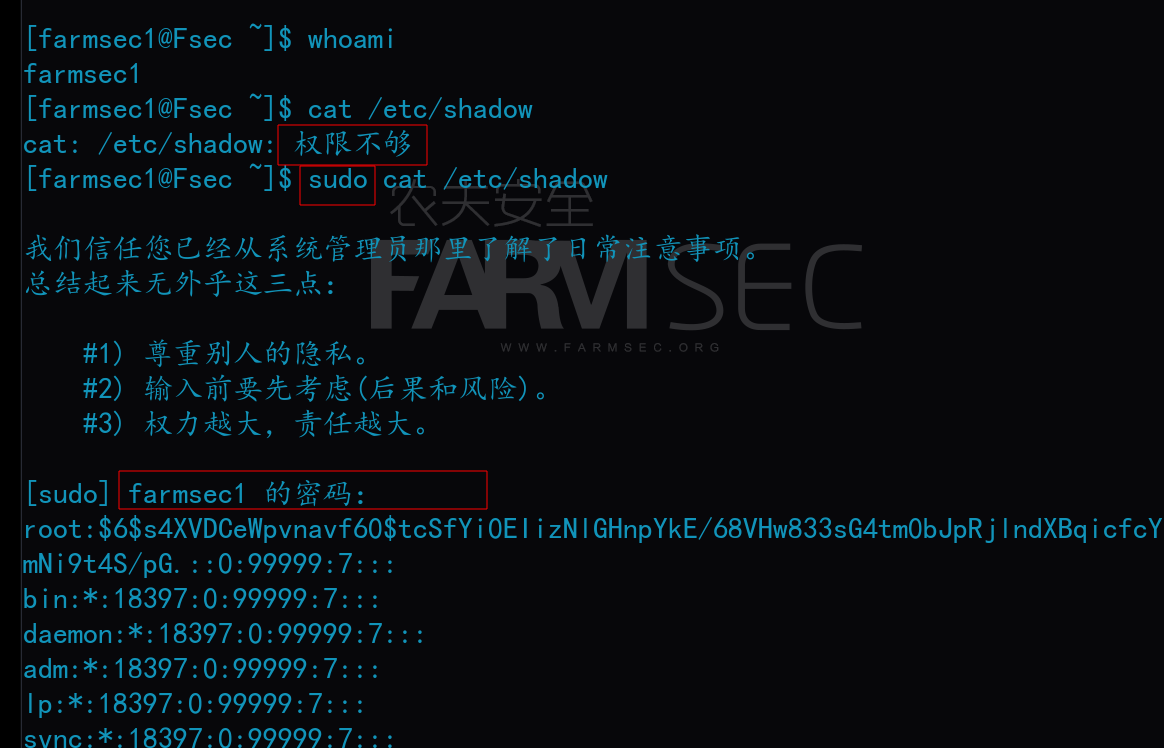 [farmsec1@Fsec ~]$ whoami
farmsec1
[farmsec1@Fsec ~]$ cat /etc/shadow
cat: /etc/shadow: 权限不够
[farmsec1@Fsec ~]$ sudo cat /etc/shadow
农夫安全
我们信任您已经从系统管理员那里了解了日常注意事项。
总结起来无外乎这三点：
FARMSEC
WWW.FARMSEC.ORG
#1) 尊重别人的隐私。
#2) 输入前要先考虑(后果和风险)。
#3) 权力越大，责任越大。
[sudo] farmsec1 的密码：
root:$6$s4XVDCeWpvnavf6O$tcSfYiOElizNlGHnpYkE/68VHw833sG4tmObJpRjlndXBqicfcY
mNi9t4S/pG.::0:99999:7:::
bin:*:18397:0:99999:7:::
daemon:*:18397:0:99999:7:::
adm:*:18397:0:99999:7:::
lp:*:18397:0:99999:7:::
sync:*:18397:0:99999:7:::